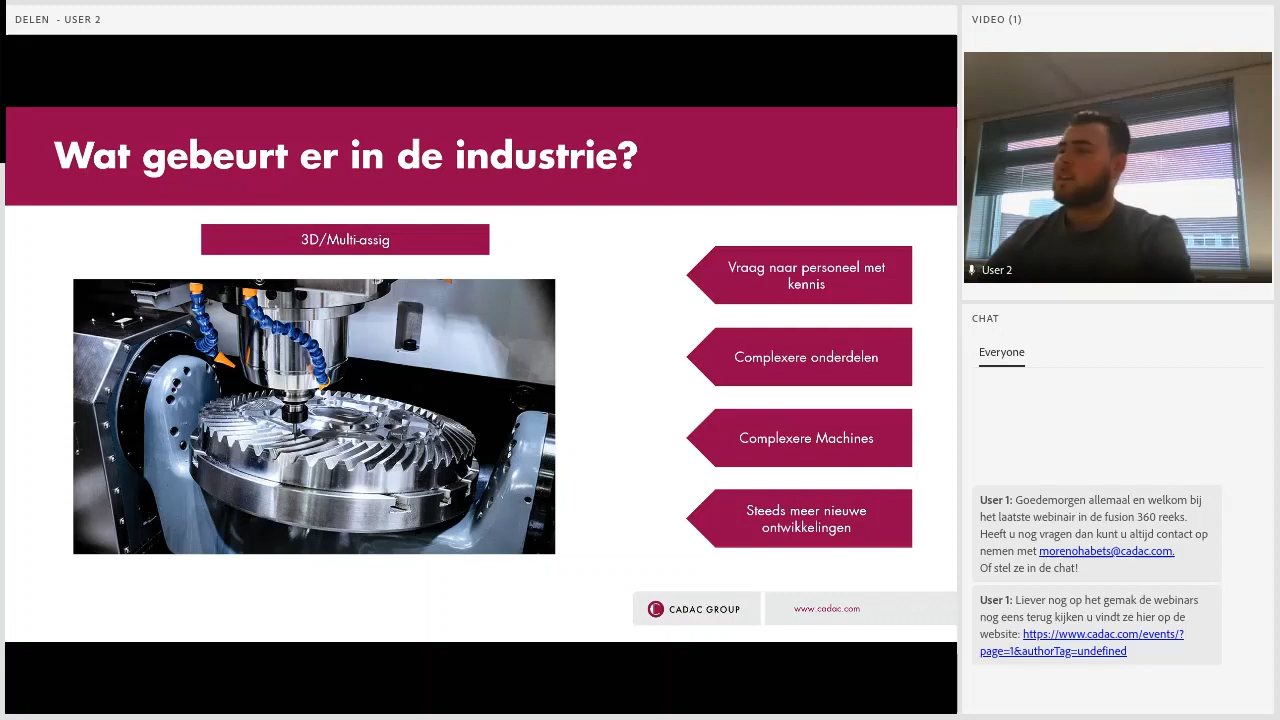 DELEN - USER 2
Wat gebeurt er in de industrie?
3D/Multi-assig
Vraag naar personeel met
kennis
Complexere onderdelen
Complexere Machines
Steeds meer nieuwe
ontwikkelingen
CADAC GROUP
www.cadac.com
VIDEO (1)
User 2
CHAT
Everyone
User 1: Goedemorgen allemaal en welkom bij
het laatste webinair in de fusion 360 reeks.
Heeft u nog vragen dan kunt u altijd contact op
nemen met morenohabets@cadac.com.
Of stel ze in de chat!
User 1: Liever nog op het gemak de webinars
nog eens terug kijken u vindt ze hier op de
website: https://www.cadac.com/events/?
page=1&authorTag=undefined